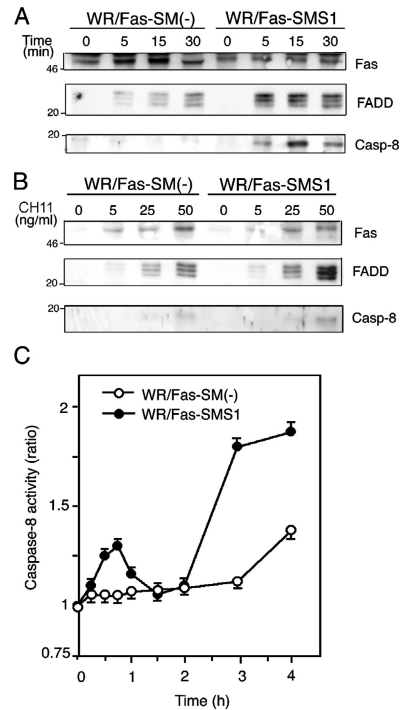 A
WR/Fas-SM(-) WR/Fas-SMS1
Time (min) 0 5 15 30 0 5 15 30
46 Fas
20 FADD
20 Casp-8
B
WR/Fas-SM(-) WR/Fas-SMS1
CH11 (ng/ml) 0 5 25 50 0 5 25 50
46 Fas
20 FADD
20 Casp-8
C
WR/Fas-SM(-)
WR/Fas-SMS1
Caspase-8 activity (ratio)
2
1.5
1
0.75
0 1 2 3 4
Time (h)